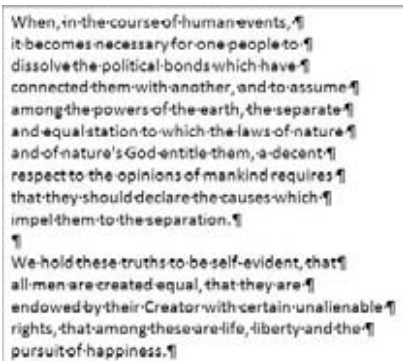 When, in the course of human events, ¶
it becomes necessary for one people to ¶
dissolve the political bonds which have ¶
connected them with another, and to assume ¶
among the powers of the earth, the separate ¶
and equal station to which the laws of nature ¶
and of nature's God entitle them, a decent ¶
respect to the opinions of mankind requires ¶
that they should declare the causes which ¶
impel them to the separation. ¶
¶
We hold these truths to be self-evident, that ¶
all men are created equal, that they are ¶
endowed by their Creator with certain unalienable ¶
rights, that among these are life, liberty and the ¶
pursuit of happiness. ¶